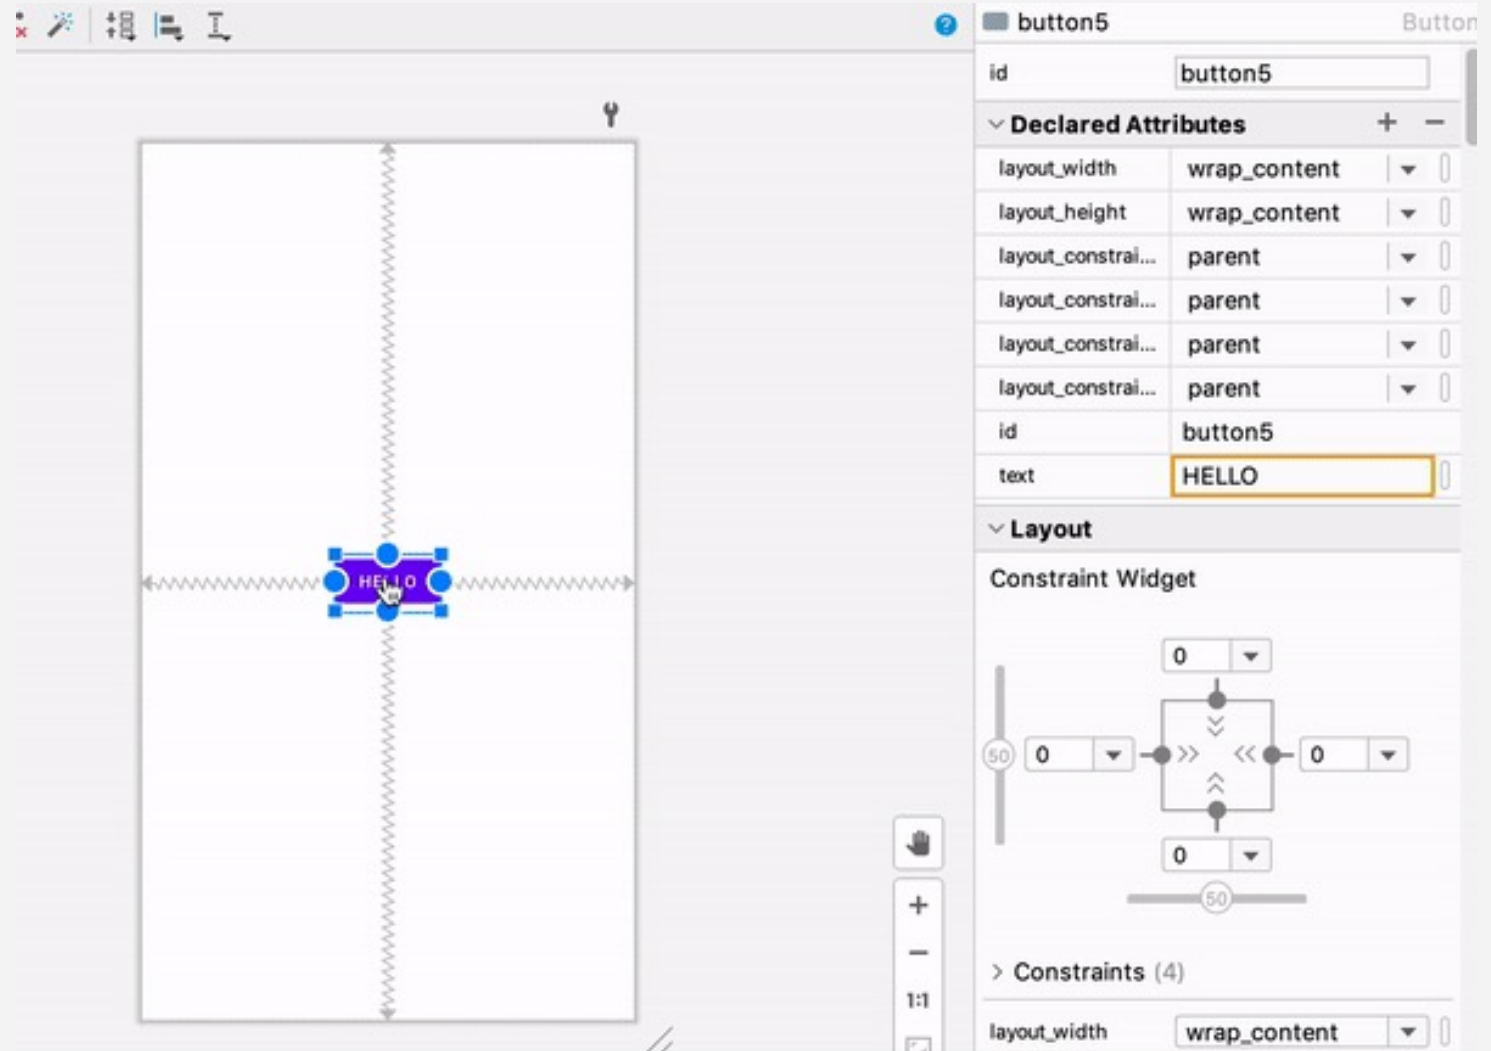 ?
button5
Button
id
button5
Declared Attributes
layout_width
wrap_content
layout_height
wrap_content
layout_constrai...
parent
layout_constrai...
parent
layout_constrai...
parent
layout_constrai...
parent
id
button5
text
HELLO
Layout
Constraint Widget
HELLO
0
50
0
0
0
50
1:1
Constraints (4)
layout_width
wrap_content